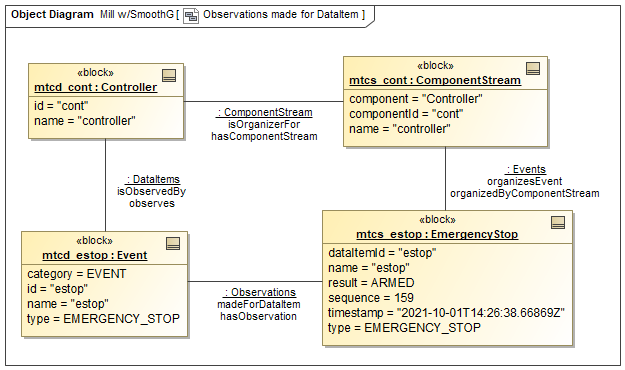 Object Diagram Mill w/SmoothG [ Observations made for DataItem ]
«block»
mtcd_cont : Controller
id = "cont"
name = "controller"
«block»
mtcs_cont : ComponentStream
component = "Controller"
componentId = "cont"
name = "controller"
: ComponentStream
isOrganizerFor
hasComponentStream
: DataItems
isObservedBy
observes
: Events
organizesEvent
organizedByComponentStream
«block»
mtcd_estop : Event
category = EVENT
id = "estop"
name = "estop"
type = EMERGENCY_STOP
: Observations
madeForDataItem
hasObservation
«block»
mtcs_estop : EmergencyStop
dataItemId = "estop"
name = "estop"
result = ARMED
sequence = 159
timestamp = "2021-10-01T14:26:38.66869Z"
type = EMERGENCY_STOP